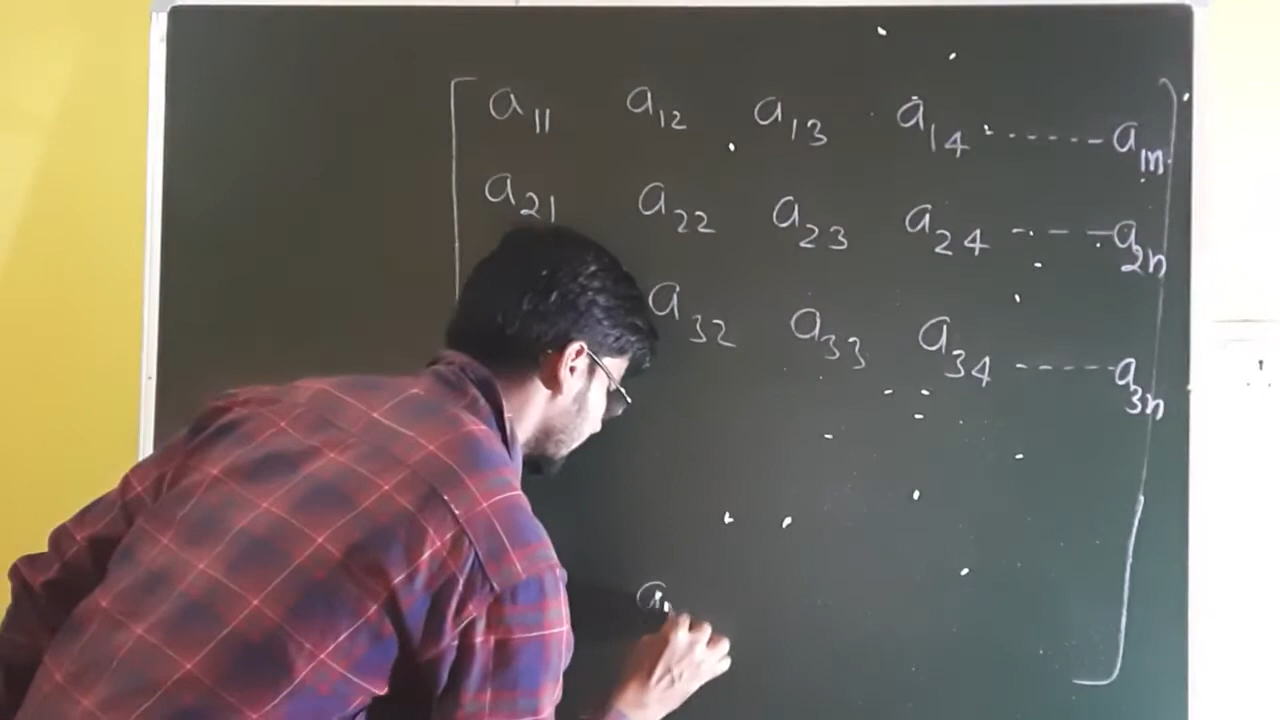 a11 a12 a13 a14 ------ a1n
a21 a22 a23 a24 ----- a2n
a32 a33 a34 ----- a3n
a